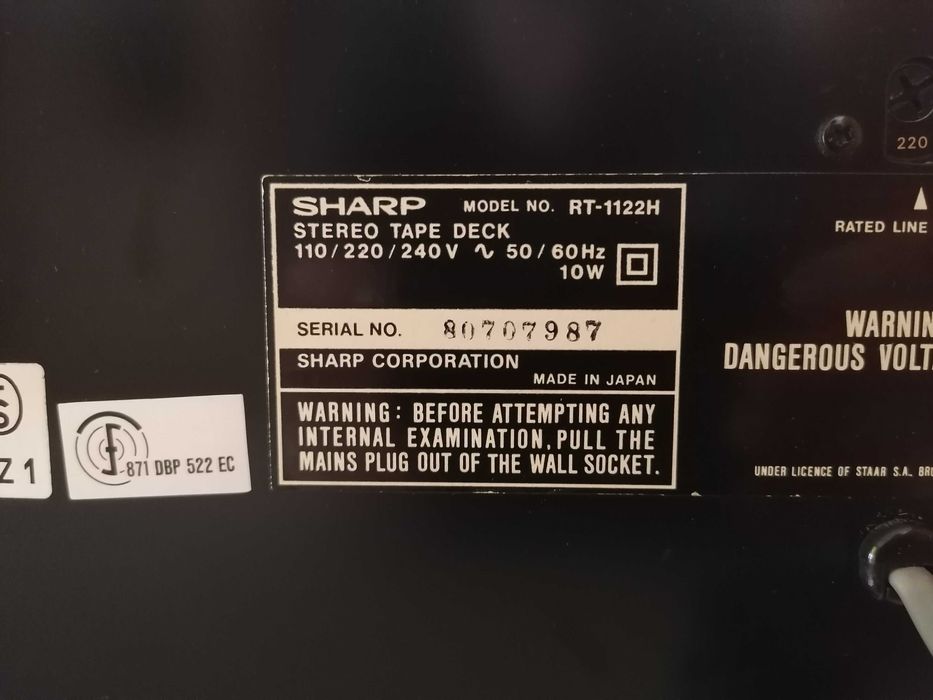 SHARP MODEL NO. RT-1122H
STEREO TAPE DECK
110/220/240V ∿ 50/60Hz
10W
SERIAL NO. 80707987
SHARP CORPORATION
MADE IN JAPAN
WARNING: BEFORE ATTEMPTING ANY
INTERNAL EXAMINATION, PULL THE
MAINS PLUG OUT OF THE WALL SOCKET.
220
RATED LINE
WARNIN
DANGEROUS VOLT
UNDER LICENCE OF STAAR S.A. BR
Z 1
871 DBP 522 EC